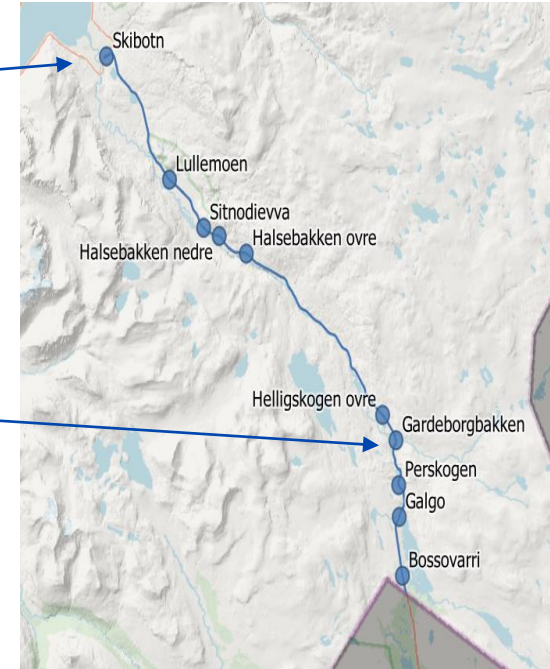 Skibotn
Lullemoen
Sitnodievva
Halsebakken nedre
Halsebakken ovre
Helligskogen ovre
Gardeborgbakken
Perskogen
Galgo
Bossovarri